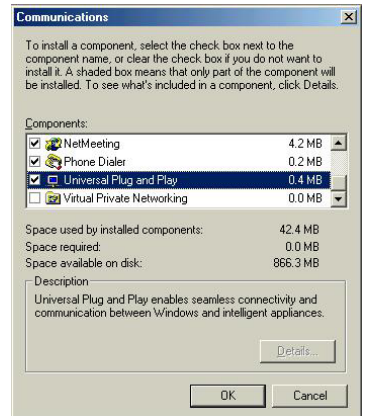 Communications
To install a component, select the check box next to the
component name, or clear the check box if you do not want to
install it. A shaded box means that only part of the component will
be installed. To see what's included in a component, click Details.
Components:
NetMeeting 4.2 MB
Phone Dialer 0.2 MB
Universal Plug and Play 0.4 MB
Virtual Private Networking 0.0 MB
Space used by installed components: 42.4 MB
Space required: 0.0 MB
Space available on disk: 866.3 MB
Description
Universal Plug and Play enables seamless connectivity and
communication between Windows and intelligent appliances.
Details...
OK Cancel